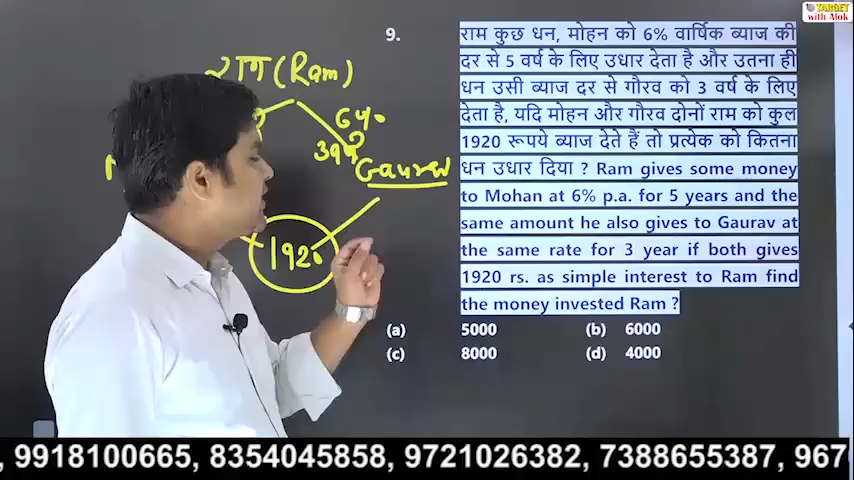 TARGET
with Alok
9.
राम कुछ धन, मोहन को 6% वार्षिक ब्याज की
दर से 5 वर्ष के लिए उधार देता है और उतना ही
धन उसी ब्याज दर से गौरव को 3 वर्ष के लिए
देता है, यदि मोहन और गौरव दोनों राम को कुल
1920 रूपये ब्याज देते हैं तो प्रत्येक को कितना
धन उधार दिया ? Ram gives some money
to Mohan at 6% p.a. for 5 years and the
same amount he also gives to Gaurav at
the same rate for 3 year if both gives
1920 rs. as simple interest to Ram find
the money invested Ram ?
(a) 5000 (b) 6000
(c) 8000 (d) 4000
राम (Ram)
6%
3वर्ष
Gaurav
1920
, 9918100665, 8354045858, 9721026382, 7388655387, 967